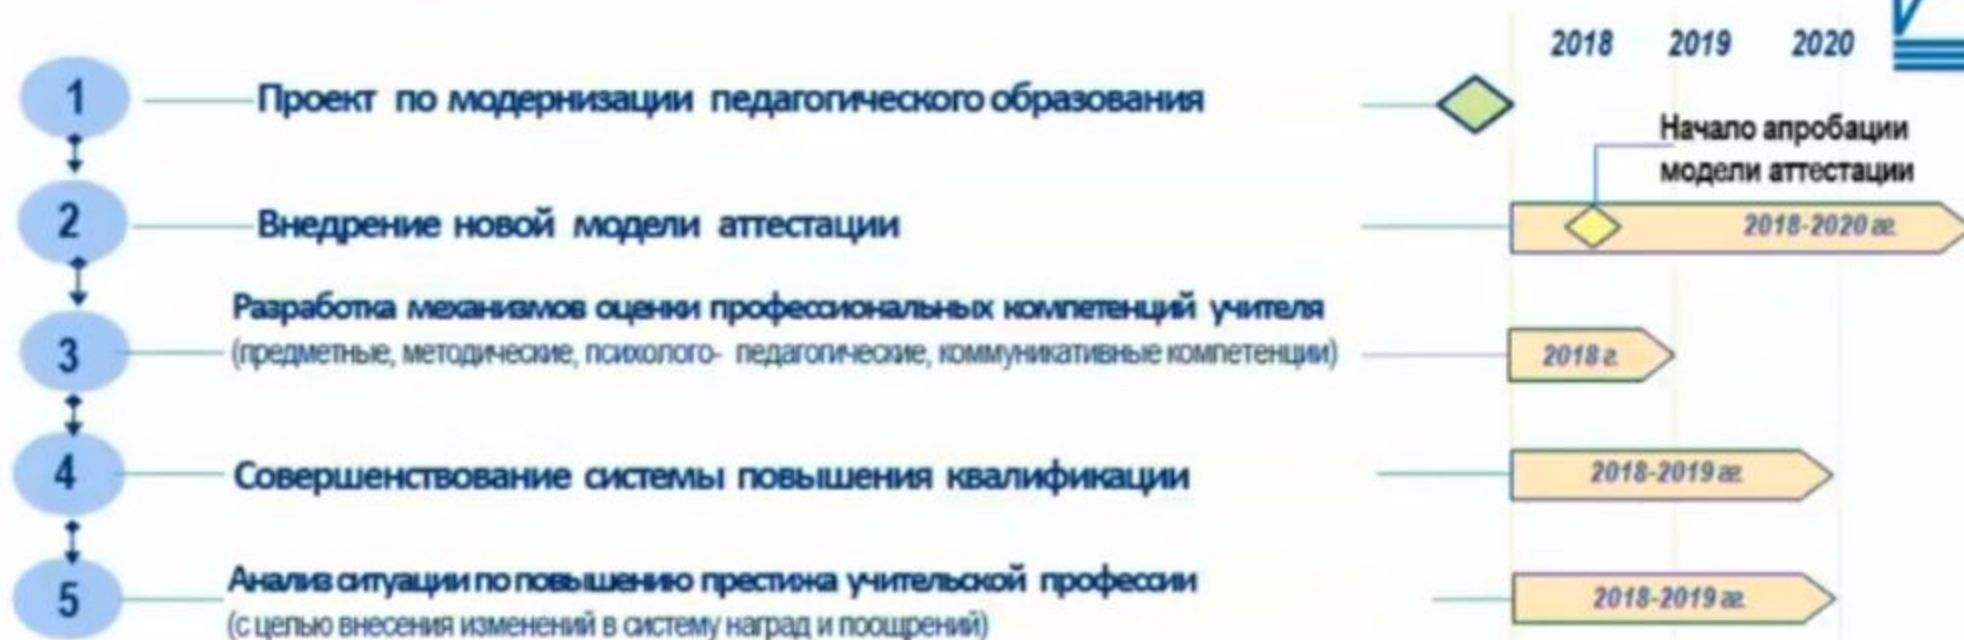 2018 2019 2020
1 Проект по модернизации педагогического образования
Начало апробации
модели аттестации
2 Внедрение новой модели аттестации 2018-2020 гг.
Разработка механизмов оценки профессиональных компетенций учителя
3 (предметные, методические, психолого- педагогические, коммуникативные компетенции) 2018 г.
4 Совершенствование системы повышения квалификации 2018-2019 гг.
Анализ ситуации по повышению престижа учительской профессии
5 (с целью внесения изменений в систему наград и поощрений) 2018-2019 гг.